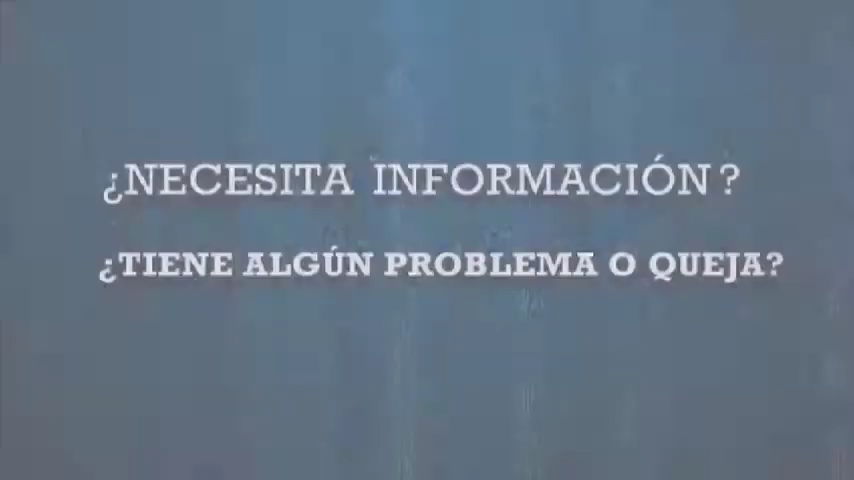 ¿NECESITA INFORMACIÓN?
¿TIENE ALGÚN PROBLEMA O QUEJA?